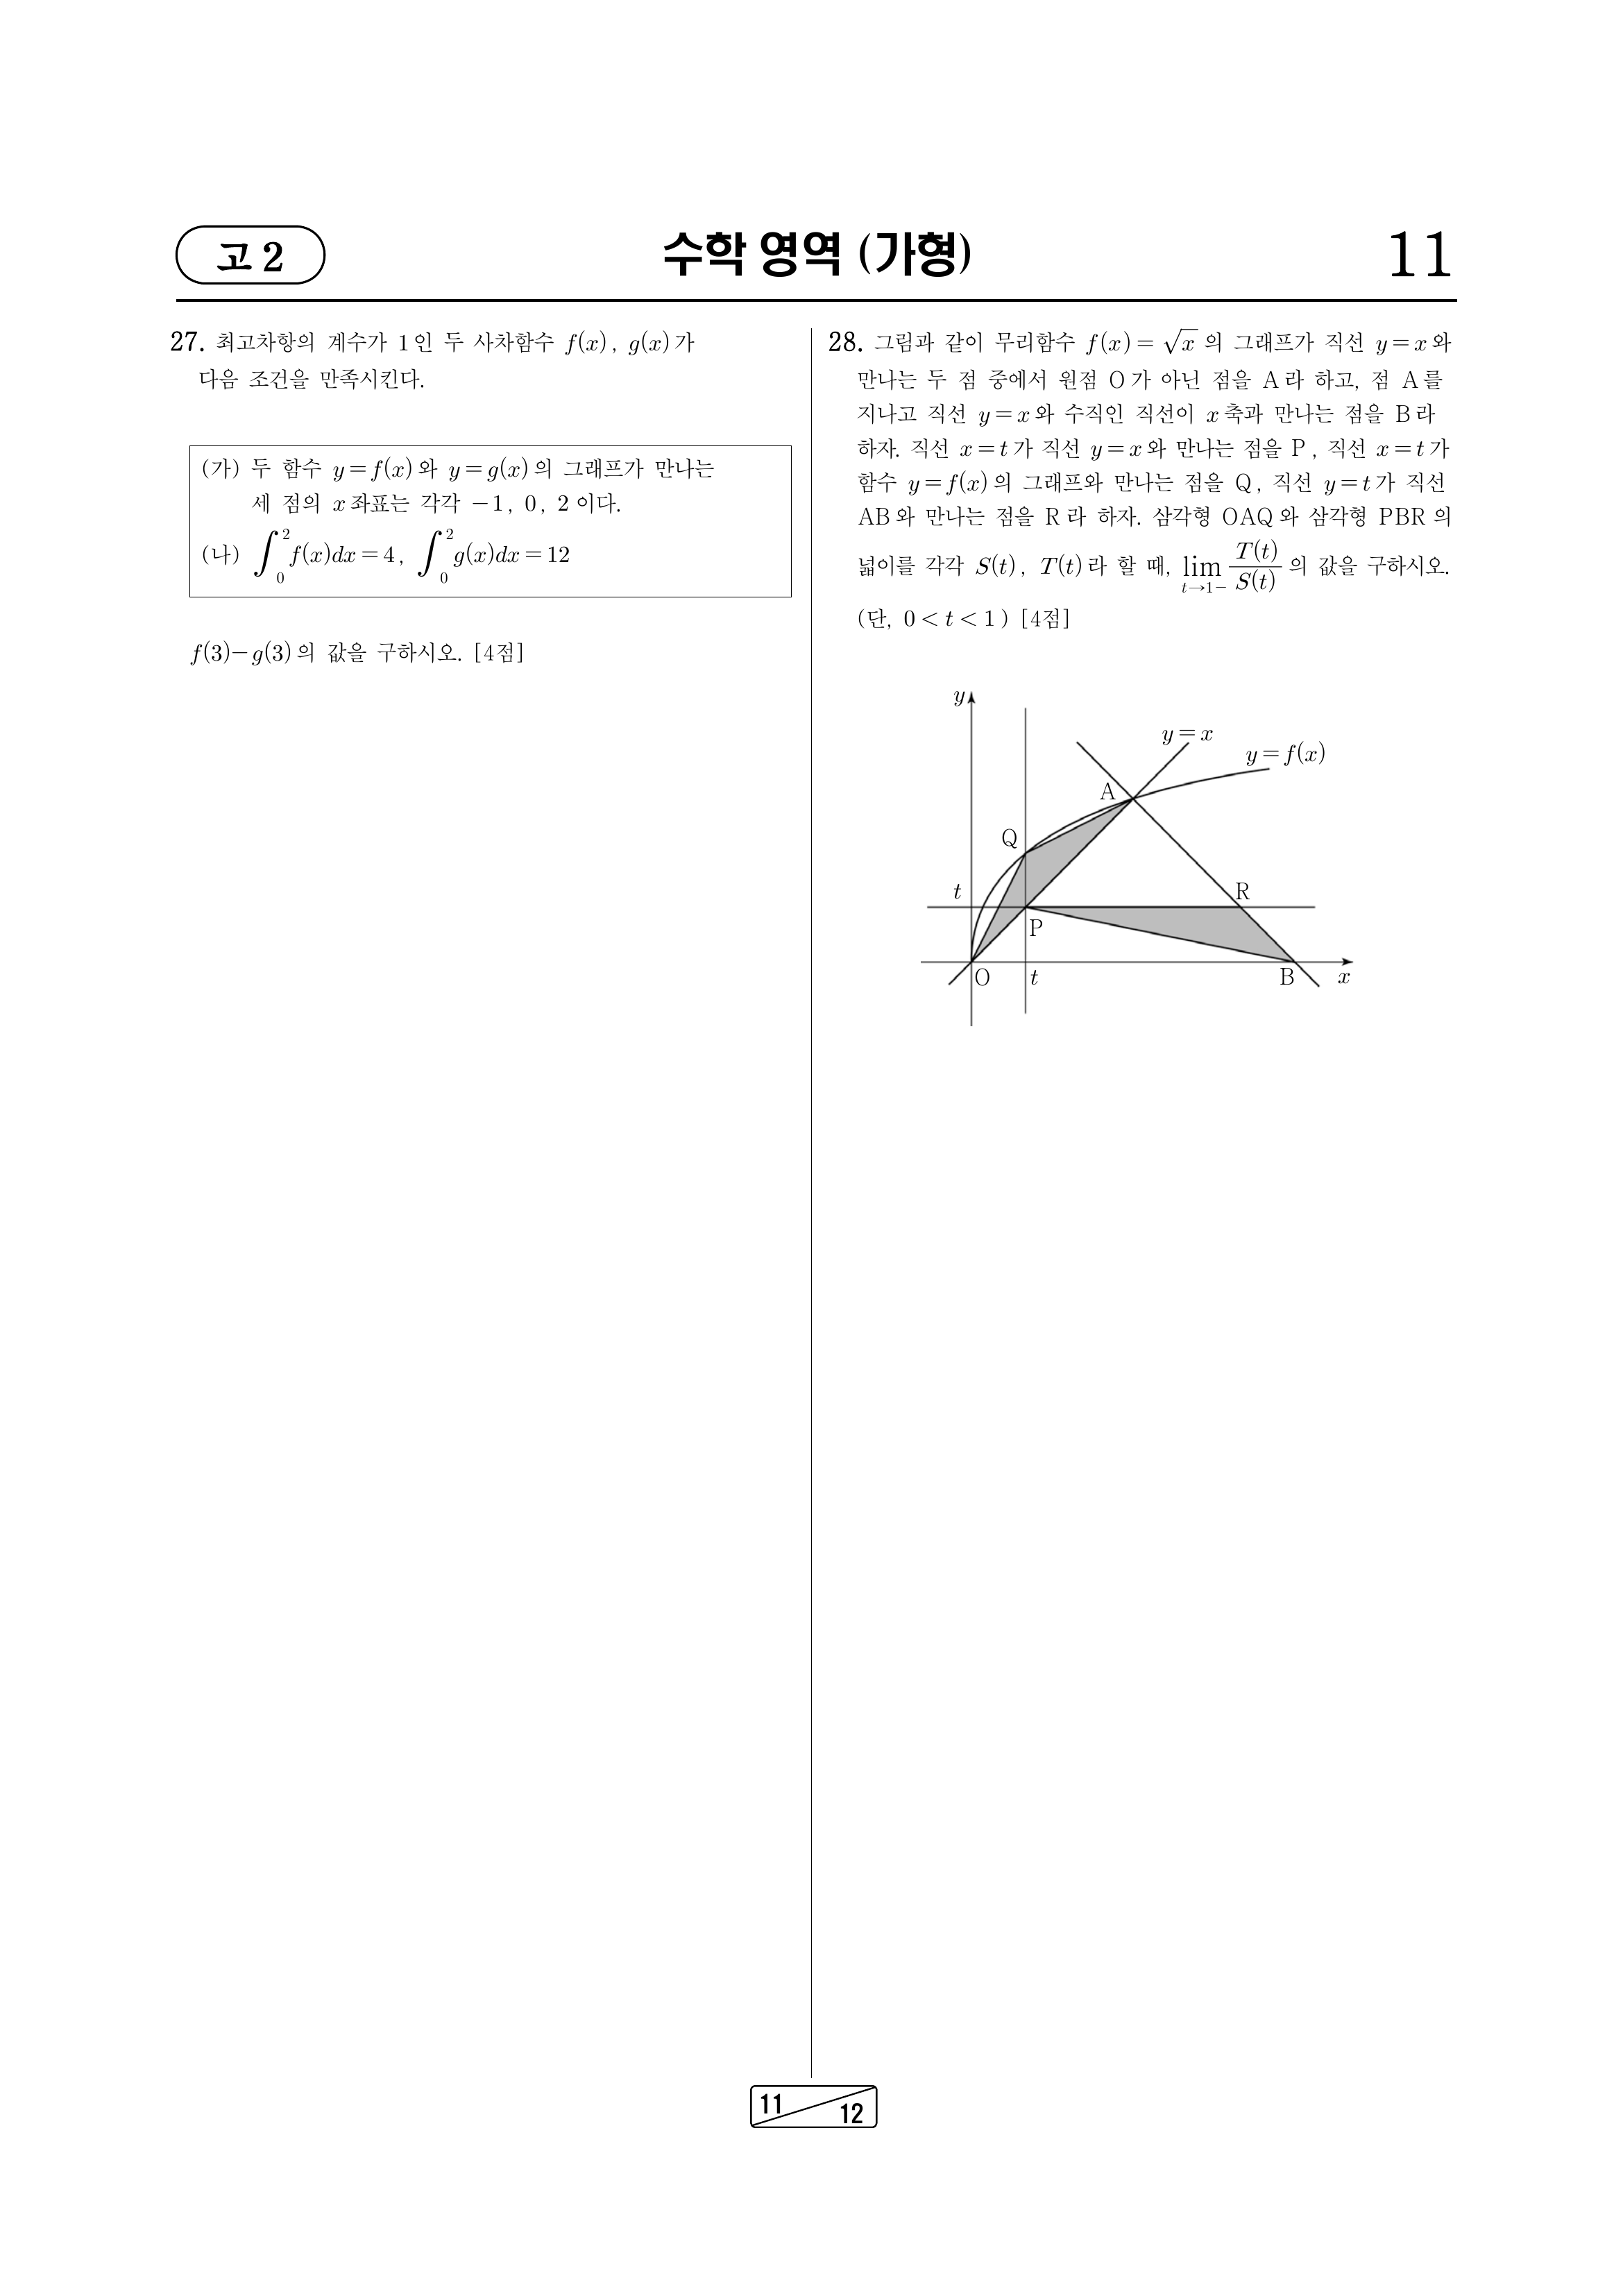 고 2
수학 영역 (가형)
11
27. 최고차항의 계수가 1인 두 사차함수 f(x), g(x)가
다음 조건을 만족시킨다.
(가) 두 함수 y=f(x)와 y=g(x)의 그래프가 만나는
세 점의 x좌표는 각각 −1, 0, 2이다.
(나) ∫₀² f(x)dx=4, ∫₀² g(x)dx=12
f(3)−g(3)의 값을 구하시오. [4점]
28. 그림과 같이 무리함수 f(x)=√x 의 그래프가 직선 y=x와
만나는 두 점 중에서 원점 O가 아닌 점을 A라 하고, 점 A를
지나고 직선 y=x와 수직인 직선이 x축과 만나는 점을 B라
하자. 직선 x=t가 직선 y=x와 만나는 점을 P, 직선 x=t가
함수 y=f(x)의 그래프와 만나는 점을 Q, 직선 y=t가 직선
AB와 만나는 점을 R라 하자. 삼각형 OAQ와 삼각형 PBR의
넓이를 각각 S(t), T(t)라 할 때, lim t→1− T(t)/S(t) 의 값을 구하시오.
(단, 0<t<1) [4점]
y
y=x
y=f(x)
A
Q
t
R
P
O
t
B
x
11
12